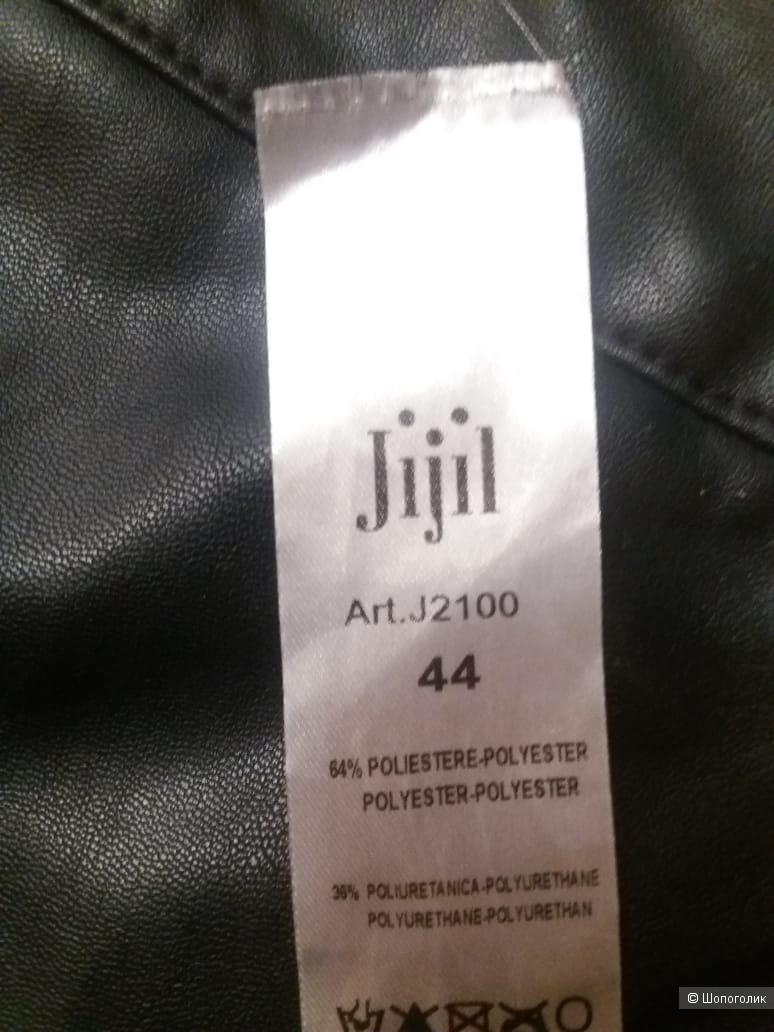 Jijil
Art.J2100
44
64% POLIESTERE-POLYESTER
POLYESTER-POLYESTER
36% POLIURETANICA-POLYURETHANE
POLYURETHANE-POLYURETHAN
© Шопоголик